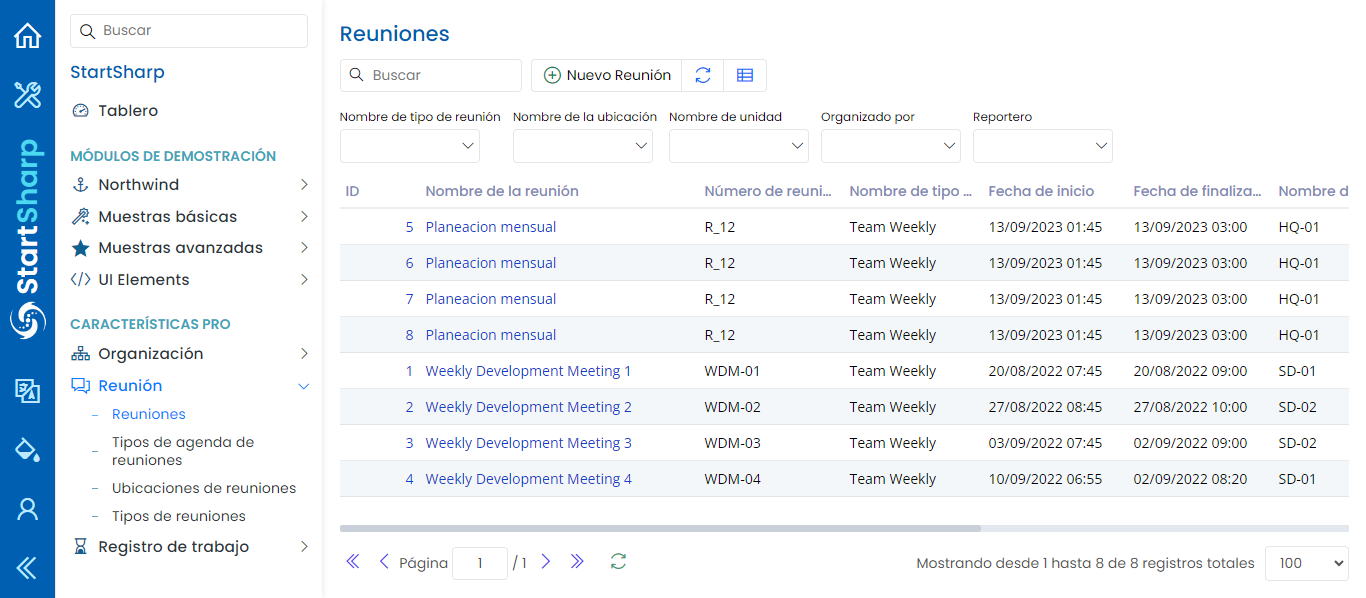 StartSharp
Buscar
StartSharp
Tablero
MÓDULOS DE DEMOSTRACIÓN
Northwind
Muestras básicas
Muestras avanzadas
UI Elements
CARACTERÍSTICAS PRO
Organización
Reunión
Reuniones
Tipos de agenda de
reuniones
Ubicaciones de reuniones
Tipos de reuniones
Registro de trabajo
Reuniones
Buscar
Nuevo Reunión
Nombre de tipo de reunión Nombre de la ubicación Nombre de unidad Organizado por Reportero
ID Nombre de la reunión Número de reuni... Nombre de tipo ... Fecha de inicio Fecha de finaliza... Nombre d
5 Planeacion mensual R_12 Team Weekly 13/09/2023 01:45 13/09/2023 03:00 HQ-01
6 Planeacion mensual R_12 Team Weekly 13/09/2023 01:45 13/09/2023 03:00 HQ-01
7 Planeacion mensual R_12 Team Weekly 13/09/2023 01:45 13/09/2023 03:00 HQ-01
8 Planeacion mensual R_12 Team Weekly 13/09/2023 01:45 13/09/2023 03:00 HQ-01
1 Weekly Development Meeting 1 WDM-01 Team Weekly 20/08/2022 07:45 20/08/2022 09:00 SD-01
2 Weekly Development Meeting 2 WDM-02 Team Weekly 27/08/2022 08:45 27/08/2022 10:00 SD-02
3 Weekly Development Meeting 3 WDM-03 Team Weekly 03/09/2022 07:45 02/09/2022 09:00 SD-02
4 Weekly Development Meeting 4 WDM-04 Team Weekly 10/09/2022 06:55 02/09/2022 08:20 SD-01
Página 1 / 1 Mostrando desde 1 hasta 8 de 8 registros totales 100